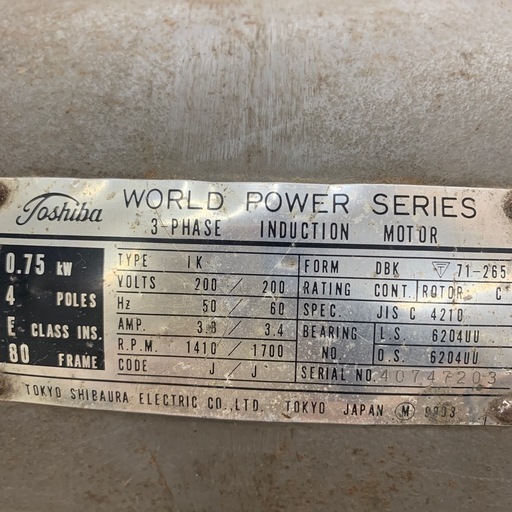 Toshiba WORLD POWER SERIES
3-PHASE INDUCTION MOTOR
0.75 kW
4 POLES
E CLASS INS.
80 FRAME
TYPE IK
VOLTS 200 / 200
Hz 50 / 60
AMP. 3.8 / 3.4
R.P.M. 1410 / 1700
CODE J / J
FORM DBK 71-265
RATING CONT. ROTOR C
SPEC. JIS C 4210
BEARING NO. L.S. 6204UU
O.S. 6204UU
SERIAL NO. 40747203
TOKYO SHIBAURA ELECTRIC CO., LTD. TOKYO JAPAN M